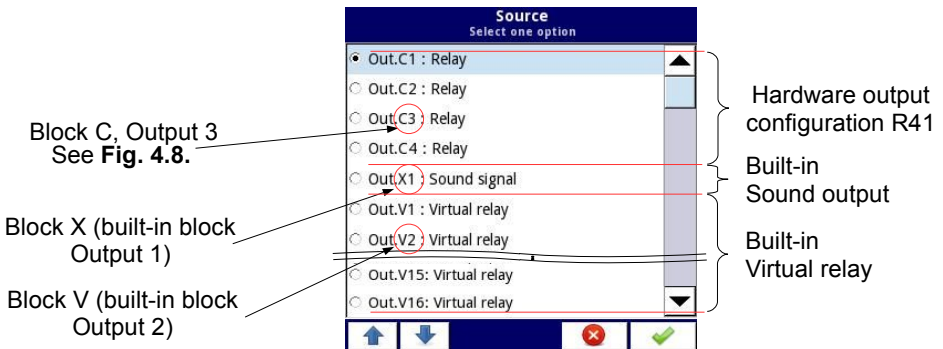 Source
Select one option
Out.C1 : Relay
Out.C2 : Relay
Out.C3 : Relay
Out.C4 : Relay
Out.X1 : Sound signal
Out.V1 : Virtual relay
Out.V2 : Virtual relay
Out.V15: Virtual relay
Out.V16: Virtual relay
Block C, Output 3
See Fig. 4.8.
Block X (built-in block
Output 1)
Block V (built-in block
Output 2)
Hardware output
configuration R41
Built-in
Sound output
Built-in
Virtual relay